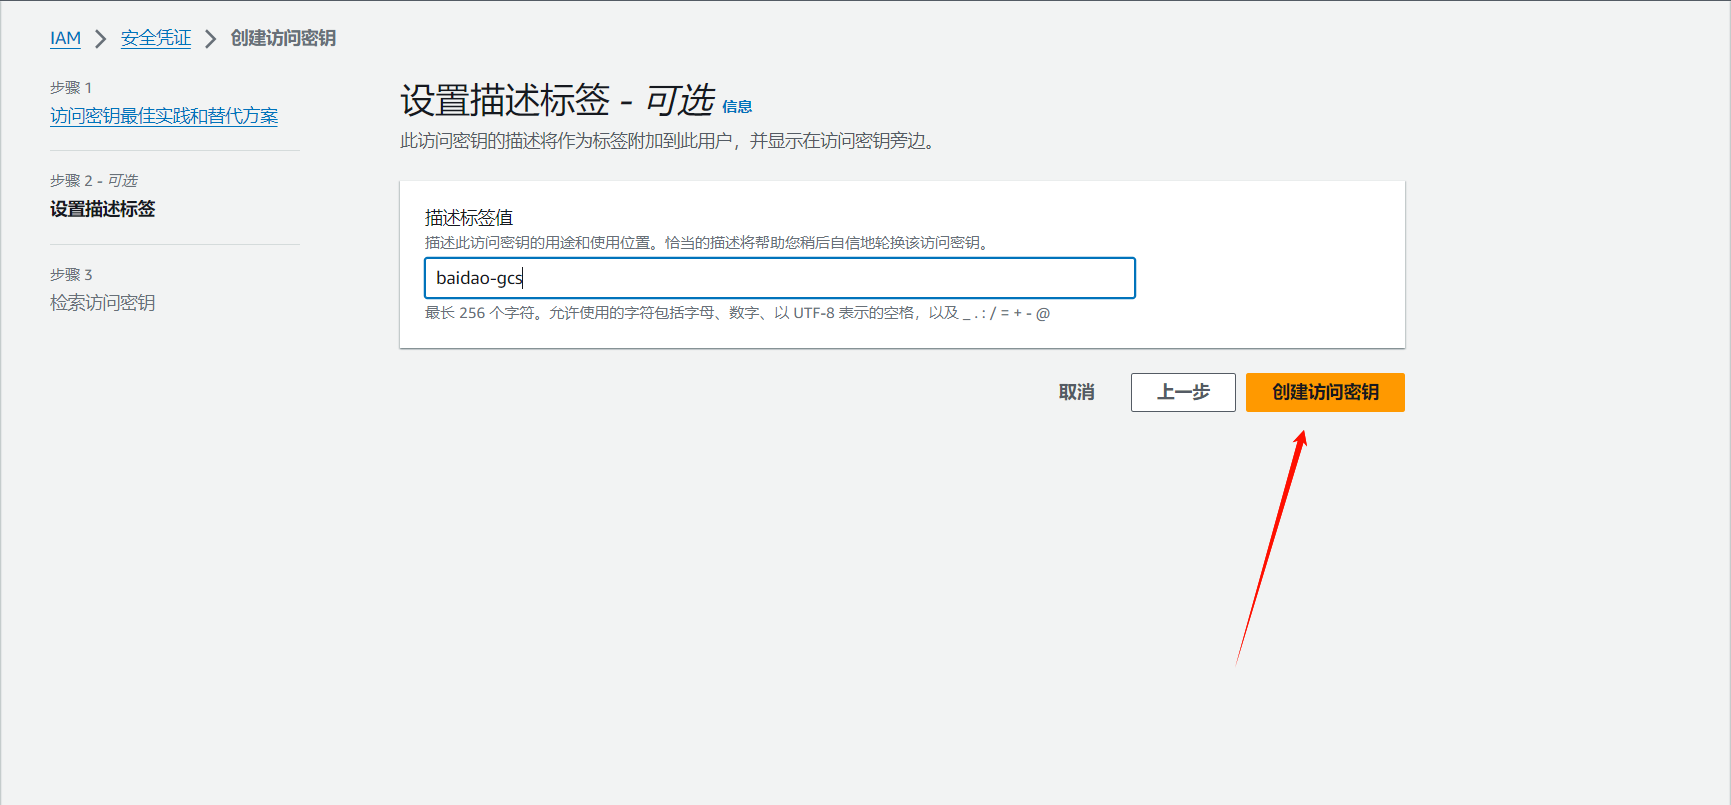 IAM > 安全凭证 > 创建访问密钥
步骤 1
访问密钥最佳实践和替代方案
步骤 2 - 可选
设置描述标签
步骤 3
检索访问密钥
设置描述标签 - 可选 信息
此访问密钥的描述将作为标签附加到此用户，并显示在访问密钥旁边。
描述标签值
描述此访问密钥的用途和使用位置。恰当的描述将帮助您稍后自信地轮换该访问密钥。
baidao-gcs
最长 256 个字符。允许使用的字符包括字母、数字、以 UTF-8 表示的空格，以及 _ . : / = + - @
取消 上一步 创建访问密钥